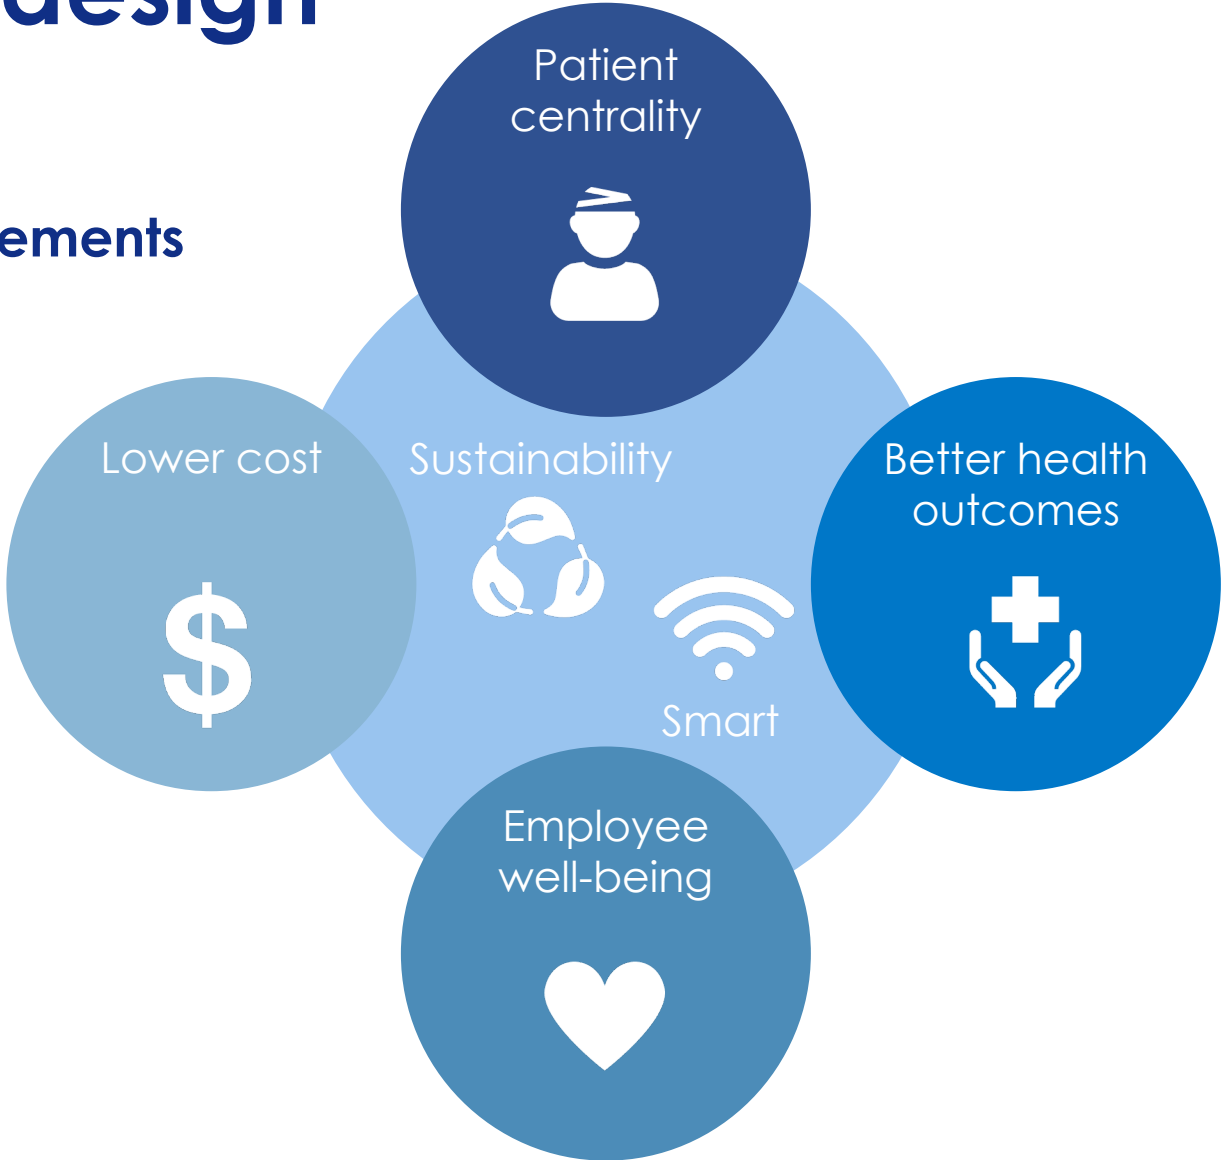 design
Patient
centrality
ements
Lower cost
Sustainability
Better health
outcomes
$
Smart
Employee
well-being